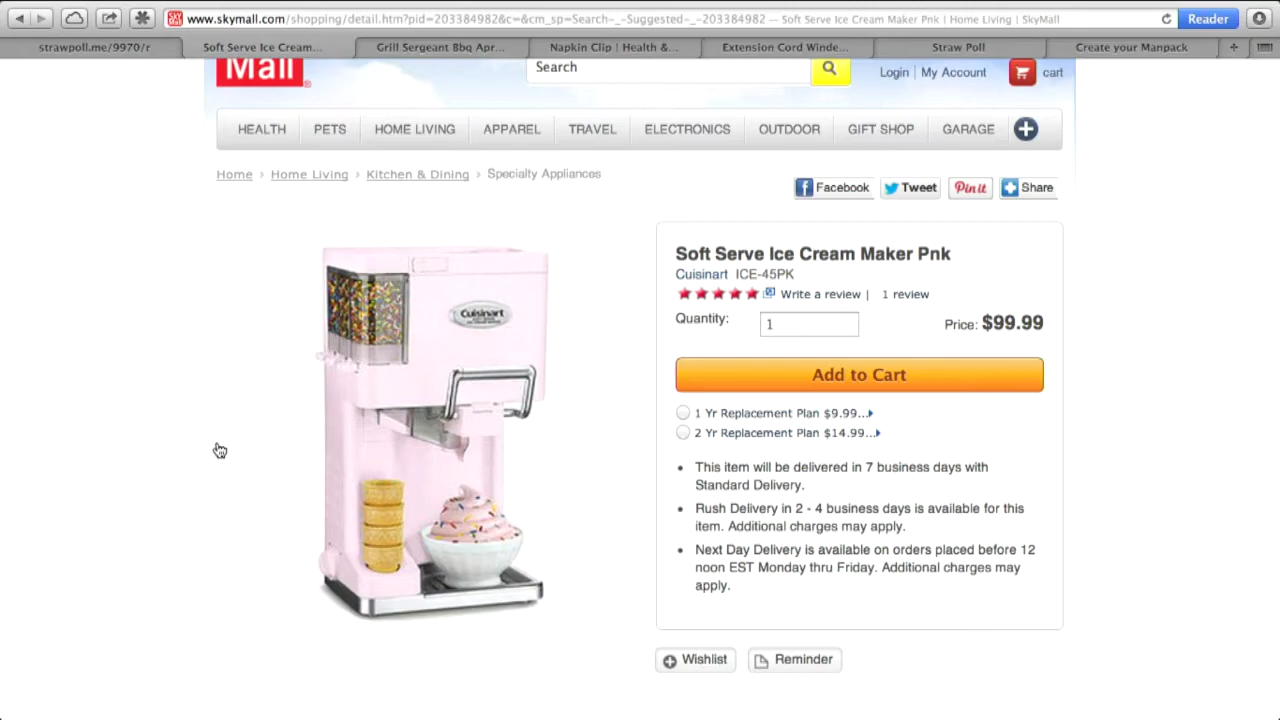 www.skymall.com/shopping/detail.htm?pid=203384982&c=&cm_sp=Search-_-Suggested-_-203384982 — Soft Serve Ice Cream Maker Pnk | Home Living | SkyMall
Reader
strawpoll.me/9970/r
Soft Serve Ice Cream...
Grill Sergeant Bbq Apr...
Napkin Clip | Health &...
Extension Cord Winde...
Straw Poll
Create your Manpack
Mall
Search
Login | My Account
cart
HEALTH
PETS
HOME LIVING
APPAREL
TRAVEL
ELECTRONICS
OUTDOOR
GIFT SHOP
GARAGE
Home › Home Living › Kitchen & Dining › Specialty Appliances
Facebook
Tweet
Pinit
Share
Cuisinart
Soft Serve Ice Cream Maker Pnk
Cuisinart ICE-45PK
Write a review | 1 review
Quantity: 1
Price: $99.99
Add to Cart
1 Yr Replacement Plan $9.99...
2 Yr Replacement Plan $14.99...
• This item will be delivered in 7 business days with
Standard Delivery.
• Rush Delivery in 2 - 4 business days is available for this
item. Additional charges may apply.
• Next Day Delivery is available on orders placed before 12
noon EST Monday thru Friday. Additional charges may
apply.
Wishlist
Reminder